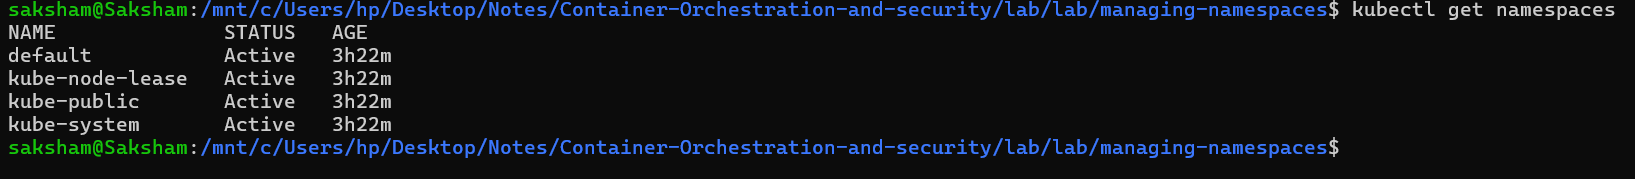 saksham@Saksham:/mnt/c/Users/hp/Desktop/Notes/Container-Orchestration-and-security/lab/lab/managing-namespaces$ kubectl get namespaces
NAME              STATUS   AGE
default           Active   3h22m
kube-node-lease   Active   3h22m
kube-public       Active   3h22m
kube-system       Active   3h22m
saksham@Saksham:/mnt/c/Users/hp/Desktop/Notes/Container-Orchestration-and-security/lab/lab/managing-namespaces$